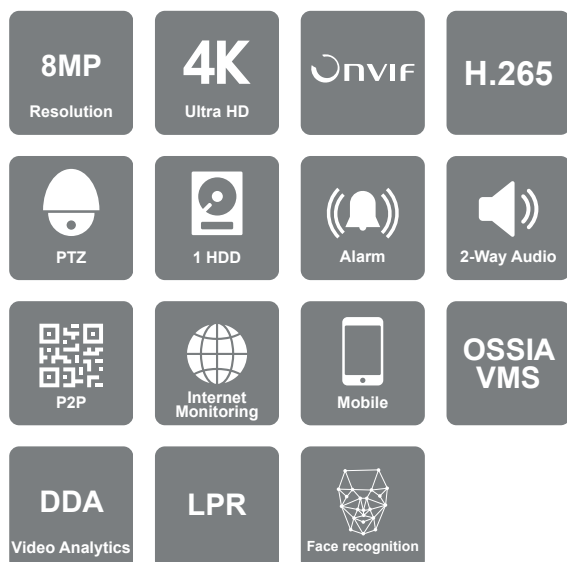 8MP
Resolution
4K
Ultra HD
ONVIF
H.265
PTZ
1 HDD
Alarm
2-Way Audio
P2P
Internet
Monitoring
Mobile
OSSIA
VMS
DDA
Video Analytics
LPR
Face recognition